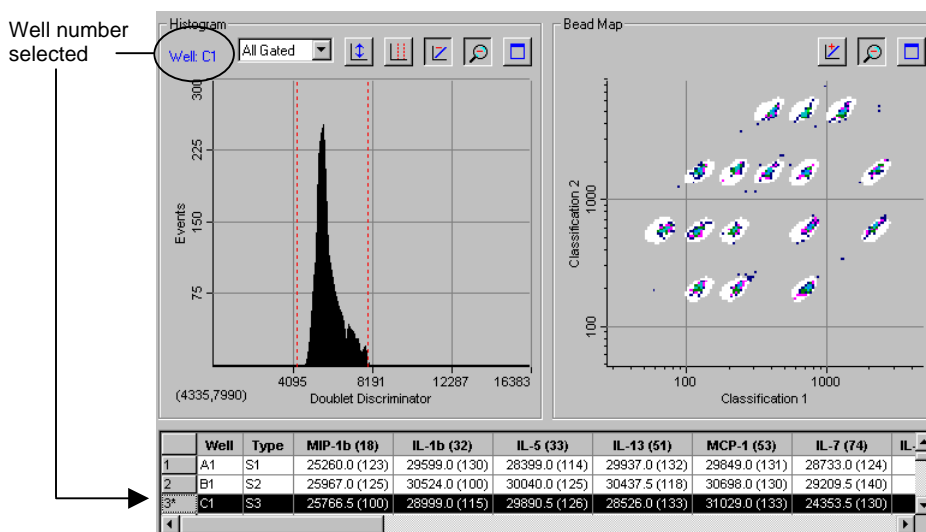 Well number
selected
Histogram
Well: C1
All Gated
300
225
150
75
Events
4095 8191 12287 16383
(4335,7990)
Doublet Discriminator
Bead Map
1000
100
Classification 2
100 1000
Classification 1
Well Type MIP-1b (18) IL-1b (32) IL-5 (33) IL-13 (51) MCP-1 (53) IL-7 (74) IL-
1 A1 S1 25260.0 (123) 29599.0 (130) 28399.0 (114) 29937.0 (132) 29849.0 (131) 28733.0 (124)
2 B1 S2 25967.0 (125) 30524.0 (100) 30040.0 (125) 30437.5 (118) 30698.0 (130) 29209.5 (140)
3* C1 S3 25766.5 (100) 28999.0 (115) 29890.5 (126) 28526.0 (133) 31029.0 (133) 24353.5 (130)